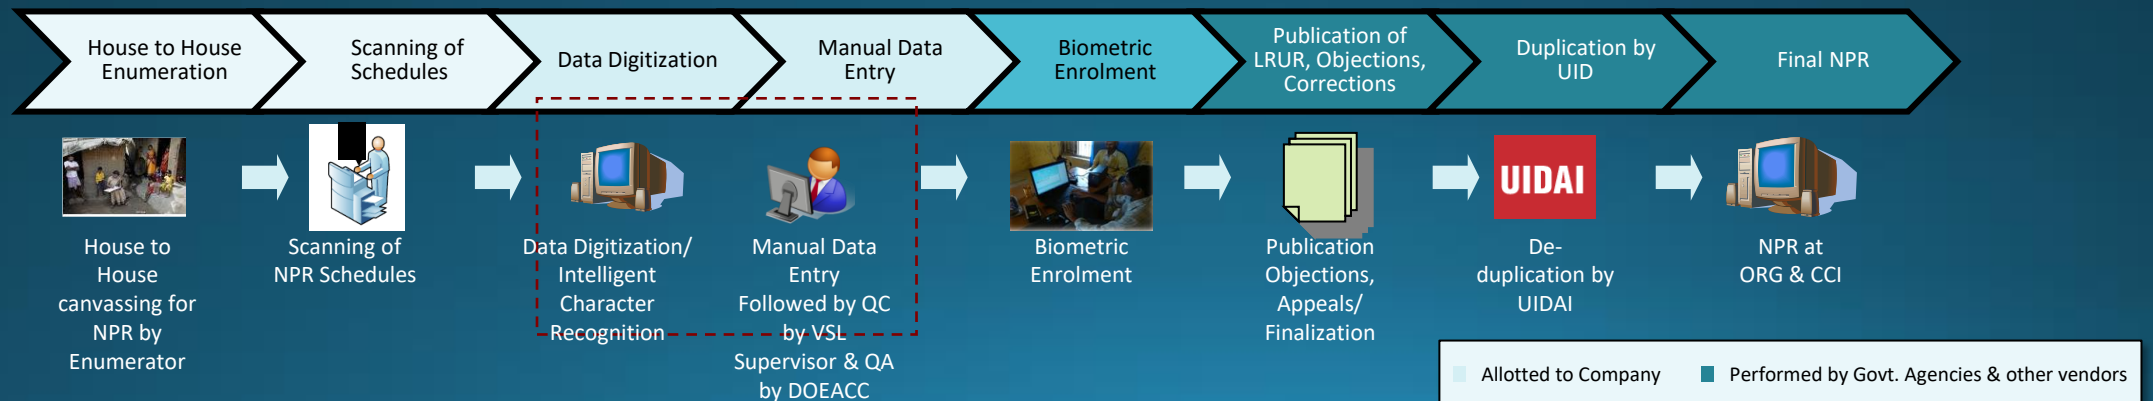 House to House
Enumeration
Scanning of
Schedules
Data Digitization
Manual Data
Entry
Biometric
Enrolment
Publication of
LRUR, Objections,
Corrections
Duplication by
UID
Final NPR
UIDAI
House to
House
canvassing for
NPR by
Enumerator
Scanning of
NPR Schedules
Data Digitization/
Intelligent
Character
Recognition
Manual Data
Entry
Followed by QC
by VSL
Supervisor & QA
by DOEACC
Biometric
Enrolment
Publication
Objections,
Appeals/
Finalization
De-
duplication by
UIDAI
NPR at
ORG & CCI
Allotted to Company
Performed by Govt. Agencies & other vendors